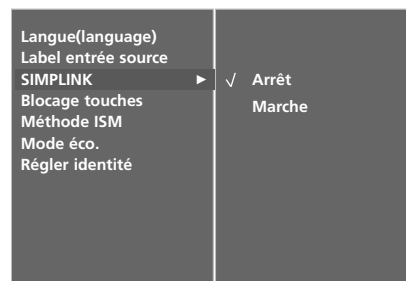 Langue(language)
Label entrée source
SIMPLINK ►
Blocage touches
Méthode ISM
Mode éco.
Régler identité
√ Arrêt
Marche